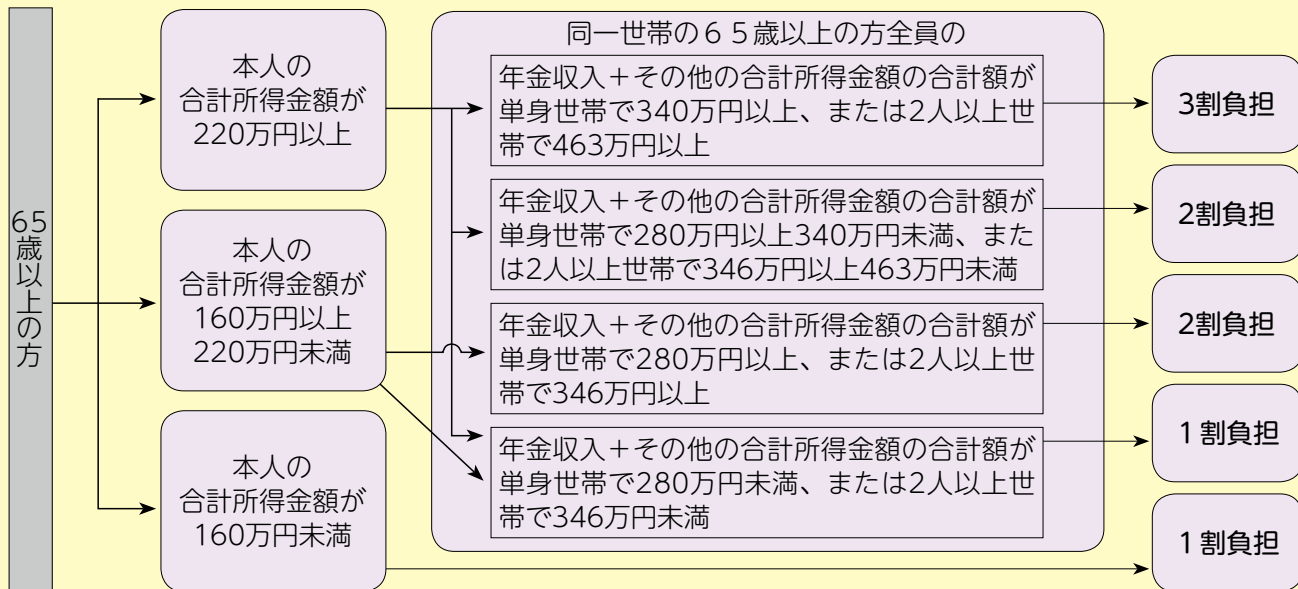 65歳以上の方
本人の
合計所得金額が
220万円以上
本人の
合計所得金額が
160万円以上
220万円未満
本人の
合計所得金額が
160万円未満
同一世帯の６５歳以上の方全員の
年金収入＋その他の合計所得金額の合計額が
単身世帯で340万円以上、または2人以上世
帯で463万円以上
年金収入＋その他の合計所得金額の合計額が
単身世帯で280万円以上340万円未満、また
は2人以上世帯で346万円以上463万円未満
年金収入＋その他の合計所得金額の合計額が
単身世帯で280万円以上、または2人以上世
帯で346万円以上
年金収入＋その他の合計所得金額の合計額が
単身世帯で280万円未満、または2人以上世
帯で346万円未満
3割負担
2割負担
2割負担
１割負担
１割負担